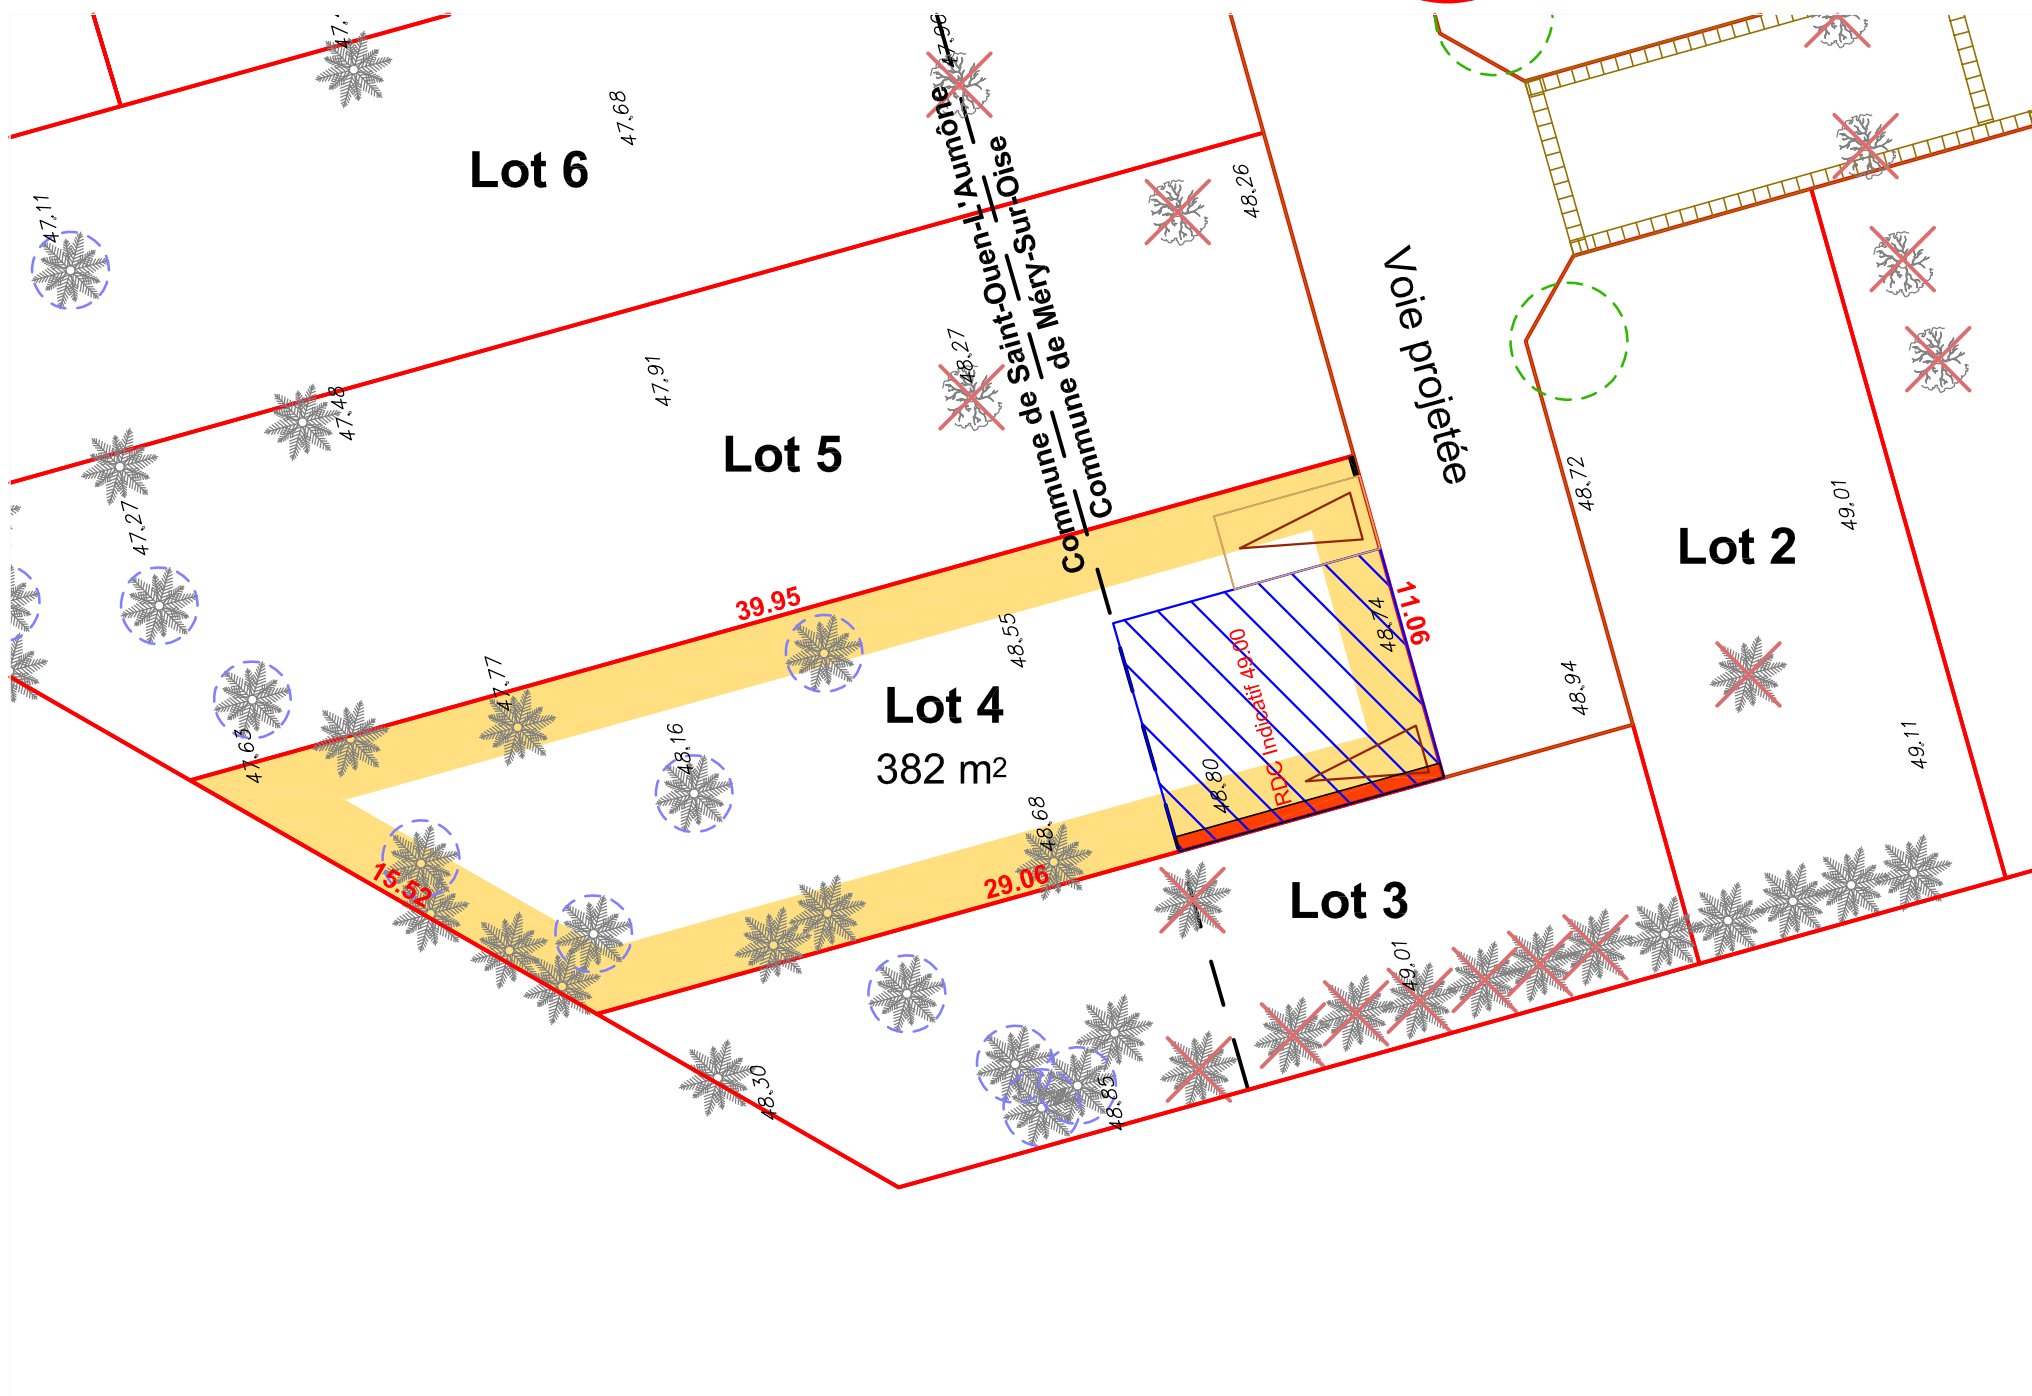 47.96
Lot 6
47.68
47.11
Commune de Saint-Ouen-L'Aumône
Commune de Méry-Sur-Oise
48.26
Voie projetée
47.48
47.91
48.27
Lot 5
47.27
48.72
49.01
Lot 2
39.95
48.55
48.74
11.06
47.77
RDC Indicatif 49.00
48.94
47.63
48.16
Lot 4
382 m²
48.80
49.11
48.68
15.52
29.06
Lot 3
49.01
48.30
48.85